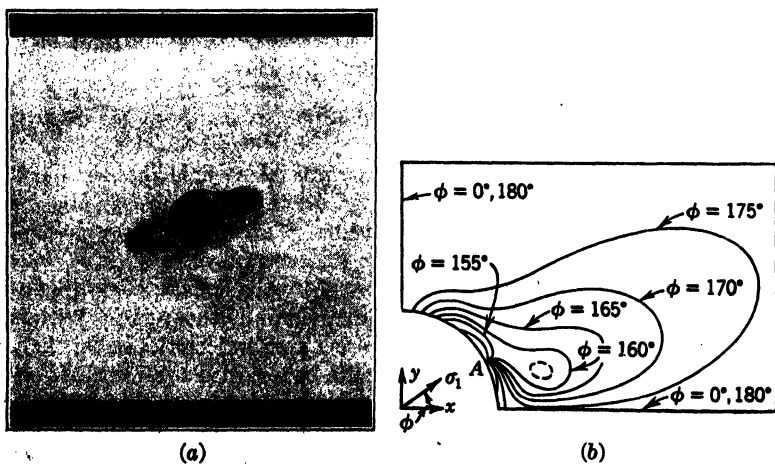 φ = 0°, 180°
φ = 175°
φ = 155°
φ = 165°
φ = 170°
φ = 160°
A
y
σ₁
x
φ
φ = 0°, 180°
(a)
(b)